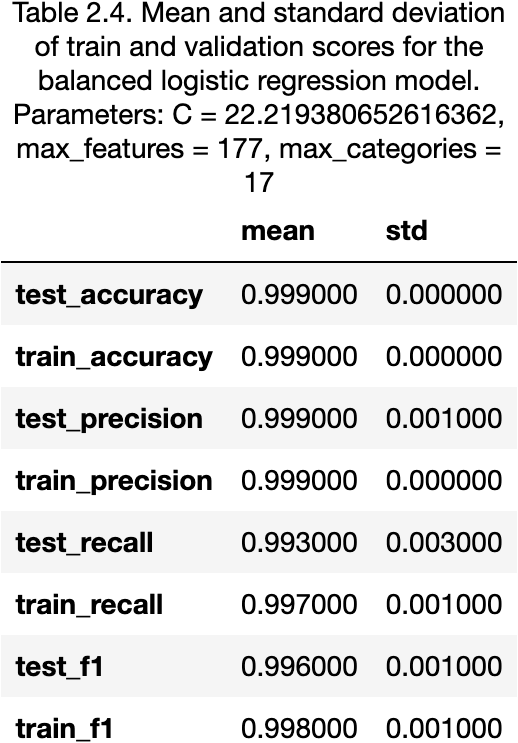 Table 2.4. Mean and standard deviation
of train and validation scores for the
balanced logistic regression model.
Parameters: C = 22.219380652616362,
max_features = 177, max_categories =
17
mean std
test_accuracy 0.999000 0.000000
train_accuracy 0.999000 0.000000
test_precision 0.999000 0.001000
train_precision 0.999000 0.000000
test_recall 0.993000 0.003000
train_recall 0.997000 0.001000
test_f1 0.996000 0.001000
train_f1 0.998000 0.001000